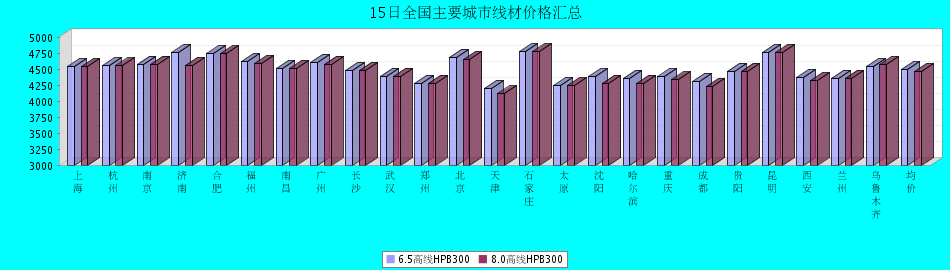 15日全国主要城市线材价格汇总
5000
4750
4500
4250
4000
3750
3500
3250
3000
上海
杭州
南京
济南
合肥
福州
南昌
广州
长沙
武汉
郑州
北京
天津
石家庄
太原
沈阳
哈尔滨
重庆
成都
贵阳
昆明
西安
兰州
乌鲁木齐
均价
6.5高线HPB300
8.0高线HPB300